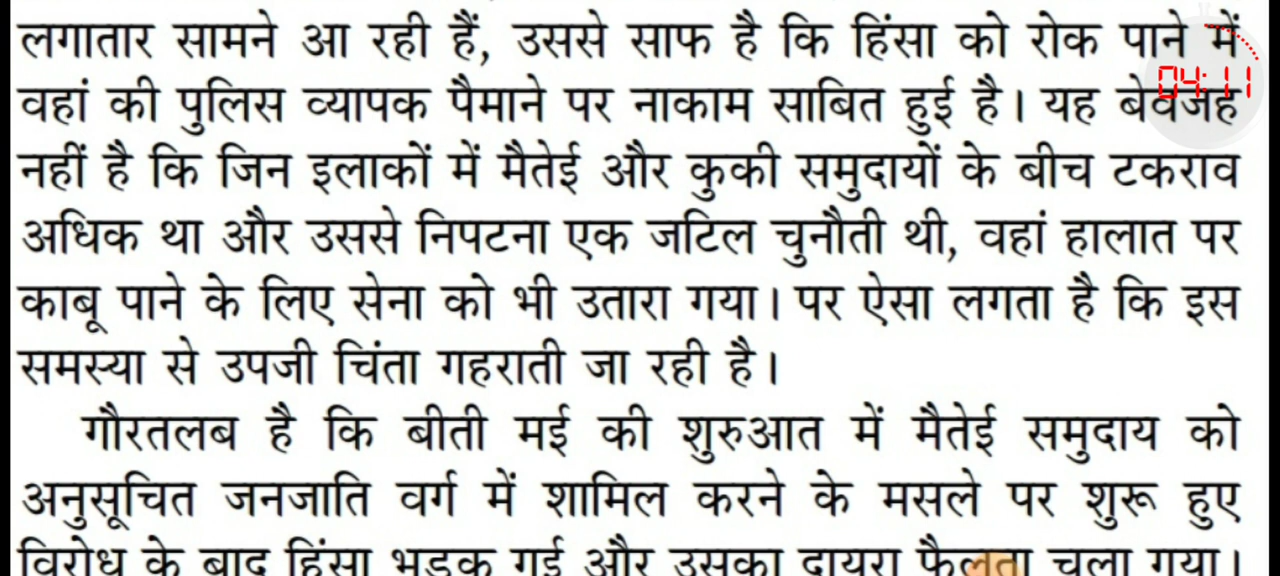 लगातार सामने आ रही हैं, उससे साफ है कि हिंसा को रोक पाने में
04:11
वहां की पुलिस व्यापक पैमाने पर नाकाम साबित हुई है। यह बेवजह
नहीं है कि जिन इलाकों में मैतेई और कुकी समुदायों के बीच टकराव
अधिक था और उससे निपटना एक जटिल चुनौती थी, वहां हालात पर
काबू पाने के लिए सेना को भी उतारा गया। पर ऐसा लगता है कि इस
समस्या से उपजी चिंता गहराती जा रही है।
गौरतलब है कि बीती मई की शुरुआत में मैतेई समुदाय को
अनुसूचित जनजाति वर्ग में शामिल करने के मसले पर शुरू हुए
विरोध के बाद हिंसा भड़क गई और उसका दायरा फैलता चला गया।